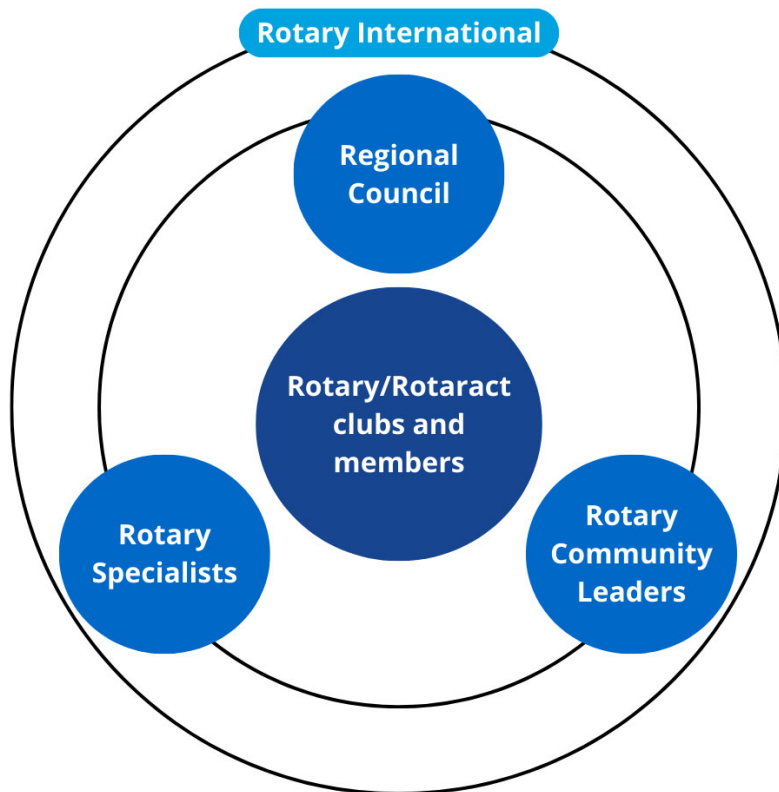 Rotary International
Regional
Council
Rotary/Rotaract
clubs and
members
Rotary
Specialists
Rotary
Community
Leaders